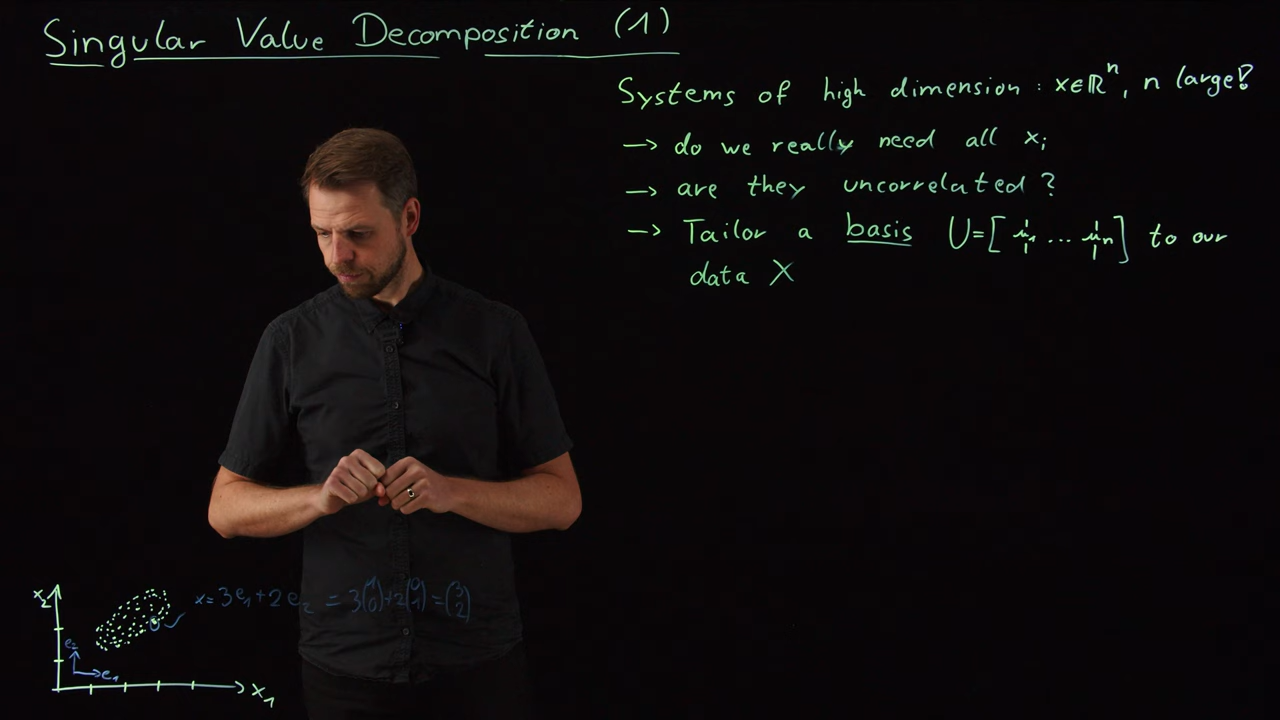 Singular Value Decomposition (1)
Systems of high dimension : x∈ℝⁿ, n large!
→ do we really need all xᵢ
→ are they uncorrelated ?
→ Tailor a basis U=[u₁ ... uₙ] to our
data X
x₂
x= 3e₁+2e₂ = 3(1 0)+2(0 1)=(3 2)
e₂
e₁
x₁